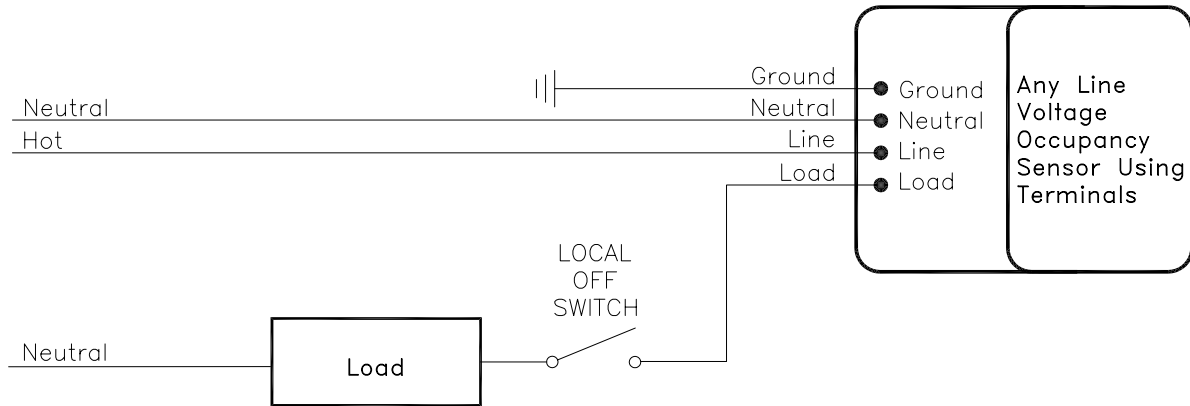 Ground
Neutral
Neutral
Hot
Line
Load
Ground
Neutral
Line
Load
Any Line
Voltage
Occupancy
Sensor Using
Terminals
LOCAL
OFF
SWITCH
Neutral
Load